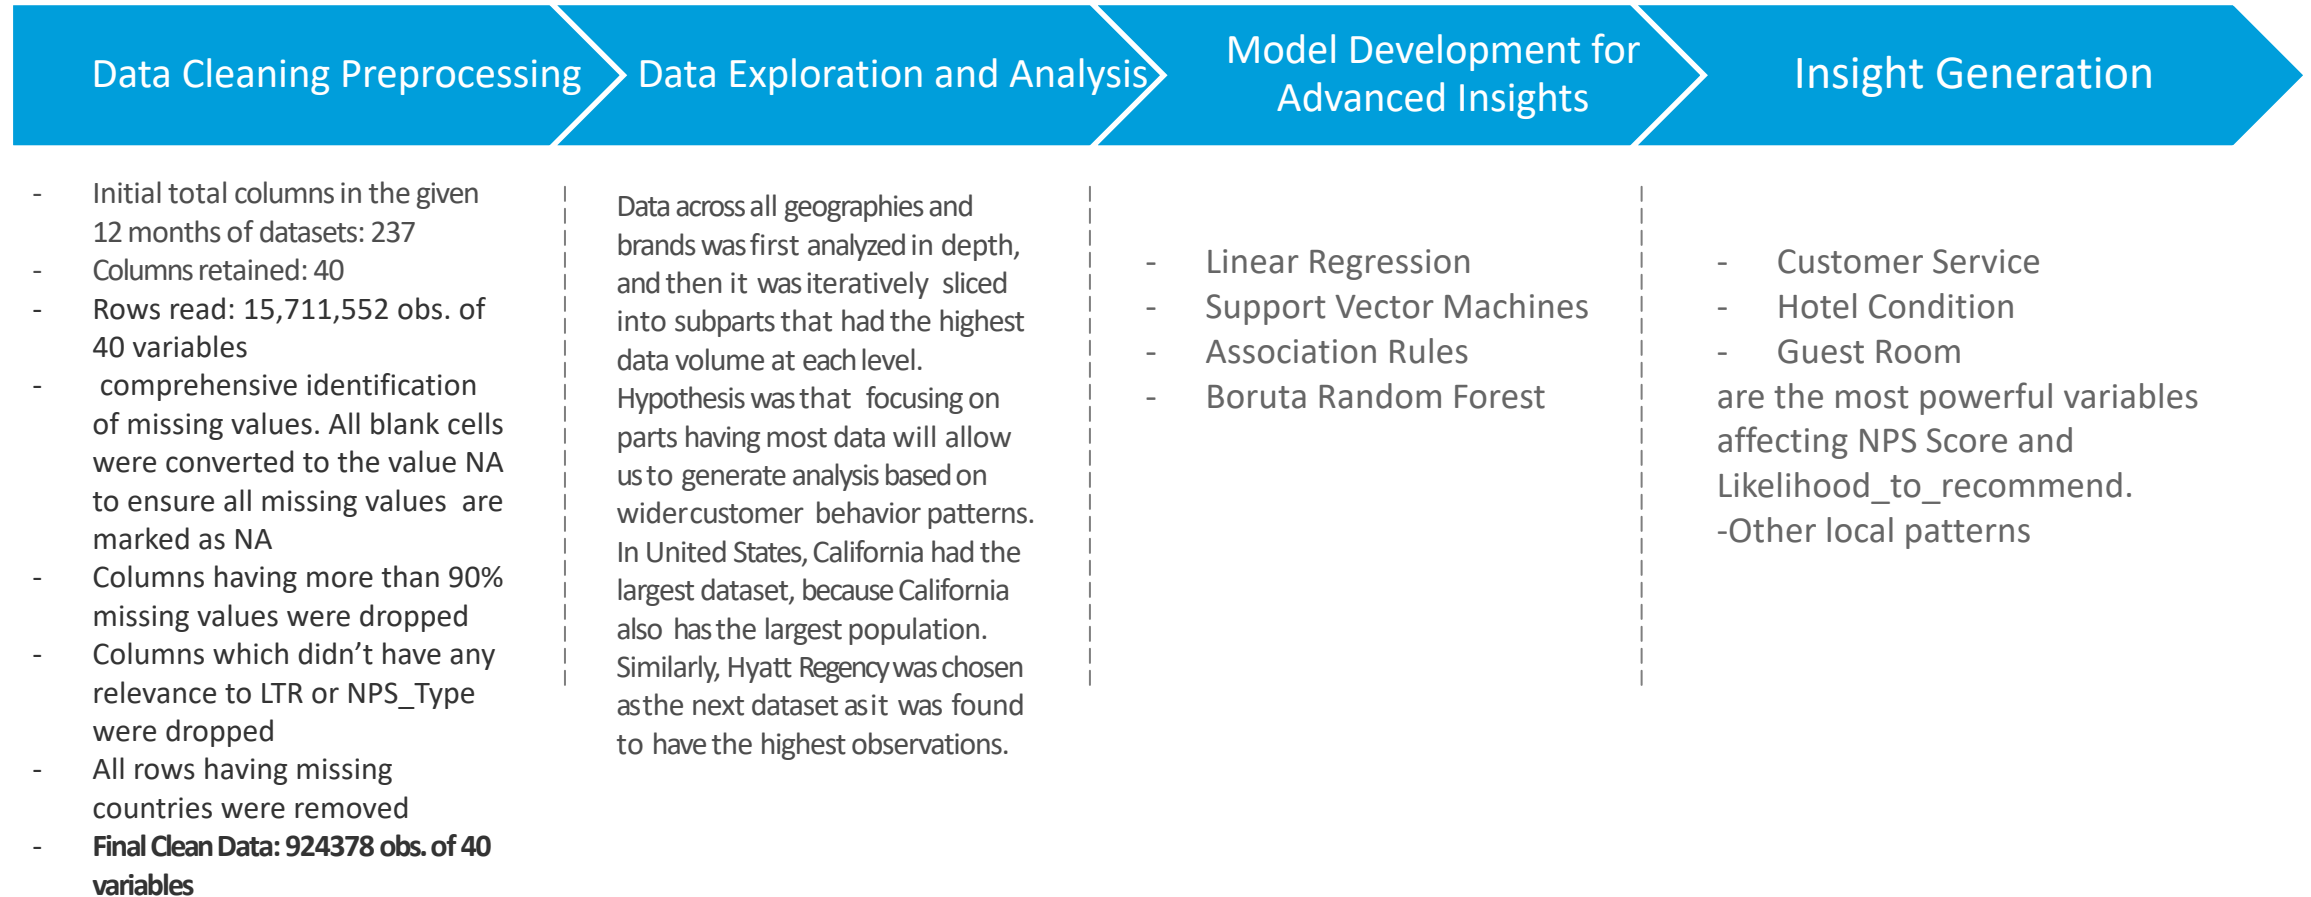 Data Cleaning Preprocessing
Data Exploration and Analysis
Model Development for
Advanced Insights
Insight Generation
- Initial total columns in the given
12 months of datasets: 237
- Columns retained: 40
- Rows read: 15,711,552 obs. of
40 variables
- comprehensive identification
of missing values. All blank cells
were converted to the value NA
to ensure all missing values are
marked as NA
- Columns having more than 90%
missing values were dropped
- Columns which didn’t have any
relevance to LTR or NPS_Type
were dropped
- All rows having missing
countries were removed
- Final Clean Data: 924378 obs. of 40
variables
Data across all geographies and
brands was first analyzed in depth,
and then it was iteratively sliced
into subparts that had the highest
data volume at each level.
Hypothesis was that focusing on
parts having most data will allow
us to generate analysis based on
wider customer behavior patterns.
In United States, California had the
largest dataset, because California
also has the largest population.
Similarly, Hyatt Regency was chosen
as the next dataset as it was found
to have the highest observations.
- Linear Regression
- Support Vector Machines
- Association Rules
- Boruta Random Forest
- Customer Service
- Hotel Condition
- Guest Room
are the most powerful variables
affecting NPS Score and
Likelihood_to_recommend.
-Other local patterns